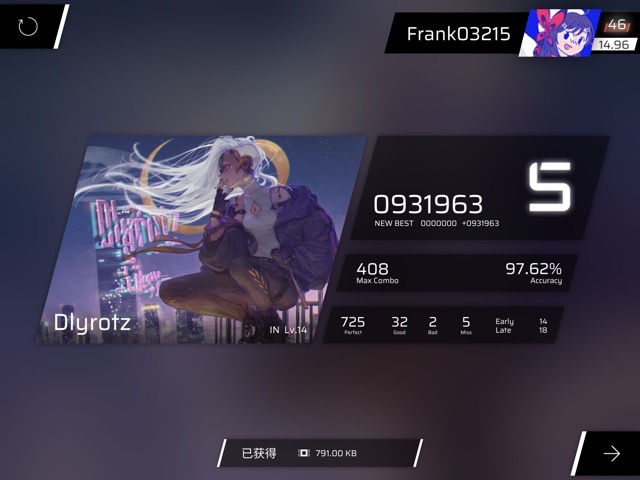 Frank03215
46
14.96
0931963
NEW BEST 0000000 +0931963
408
Max Combo
97.62%
Accuracy
725
Perfect
32
Good
2
Bad
5
Miss
Early 14
Late 18
Dlyrotz
IN Lv.14
已获得 791.00 KB